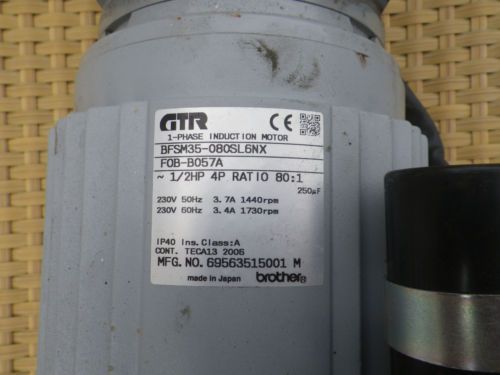 GTR
CE
1-PHASE INDUCTION MOTOR
BFSM35-080SL6NX
FOB-B057A
~ 1/2HP 4P RATIO 80:1
250μF
230V 50Hz 3.7A 1440rpm
230V 60Hz 3.4A 1730rpm
IP40 Ins.Class:A
CONT. TECA13 2006
MFG.NO.69563515001 M
made in Japan brother